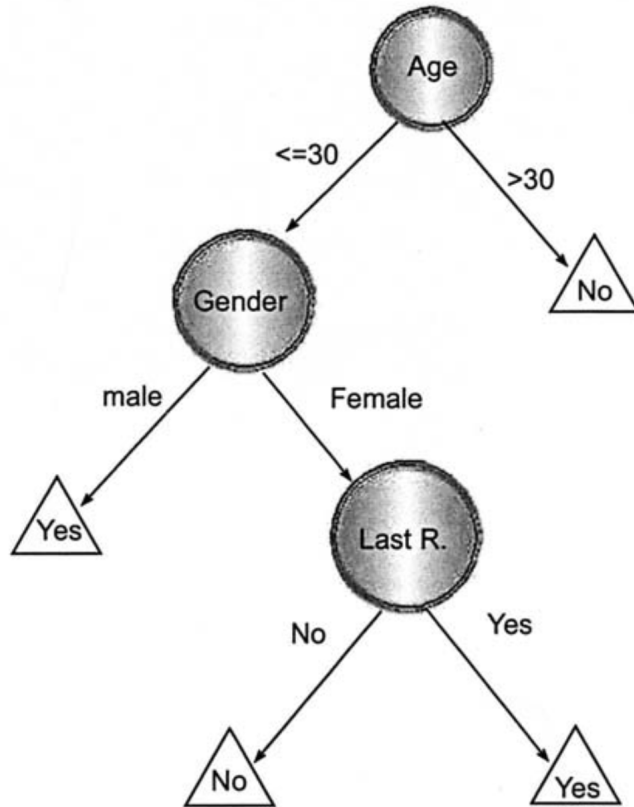 Age
<=30
>30
Gender
No
male
Female
Yes
Last R.
No
Yes
No
Yes